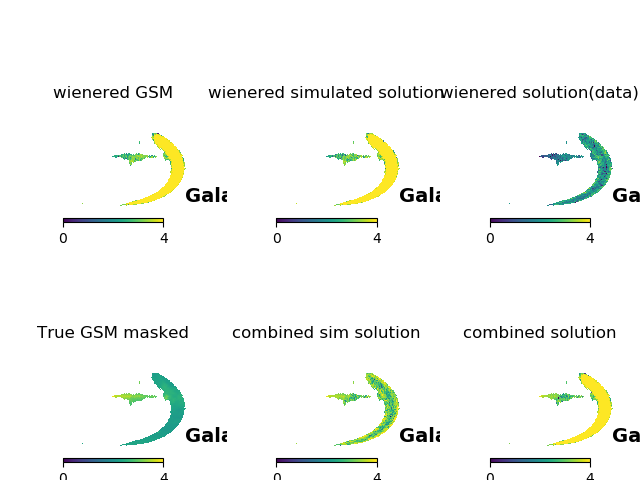 wienered GSM
wienered simulated solution
wienered solution(data)
Gala
Gala
Ga
0 4
0 4
0 4
True GSM masked
combined sim solution
combined solution
Gala
Gala
Ga
0 4
0 4
0 4